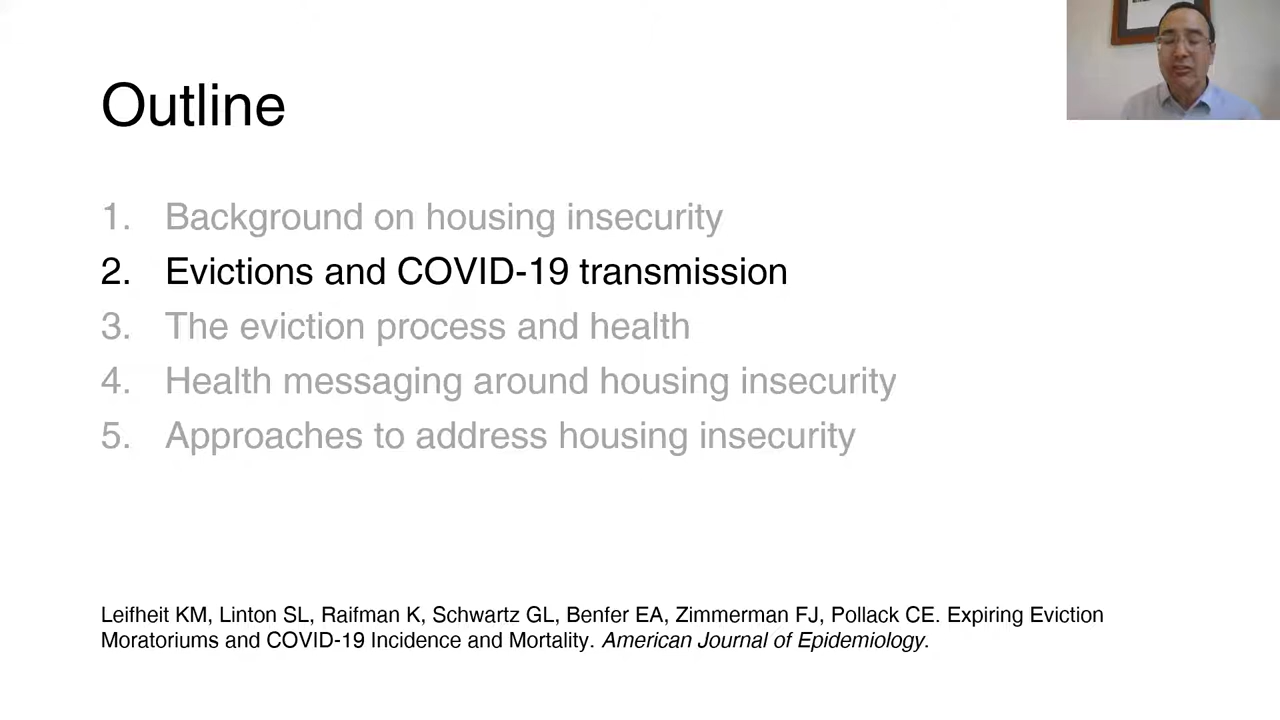 Outline
1. Background on housing insecurity
2. Evictions and COVID-19 transmission
3. The eviction process and health
4. Health messaging around housing insecurity
5. Approaches to address housing insecurity
Leifheit KM, Linton SL, Raifman K, Schwartz GL, Benfer EA, Zimmerman FJ, Pollack CE. Expiring Eviction
Moratoriums and COVID-19 Incidence and Mortality. American Journal of Epidemiology.